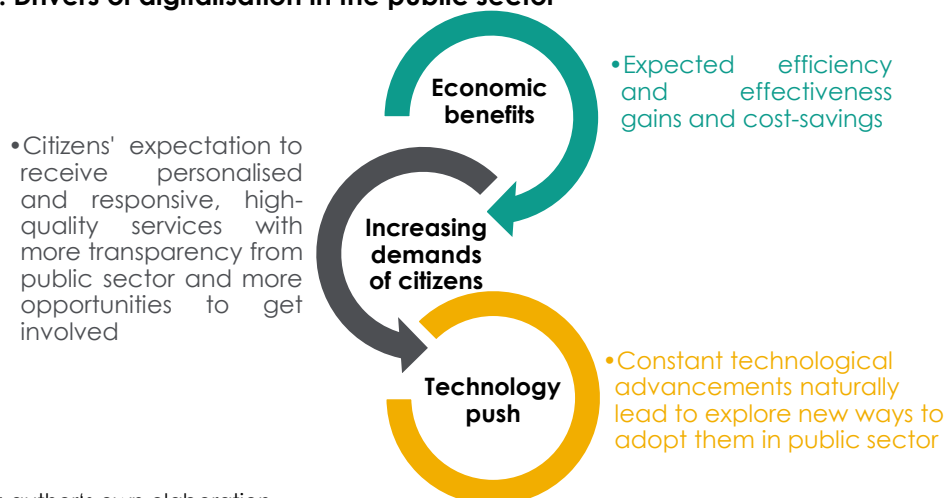 . Drivers of digitalisation in the public sector
Economic
benefits
•Expected efficiency
and effectiveness
gains and cost-savings
•Citizens' expectation to
receive personalised
and responsive, high-
quality services with
more transparency from
public sector and more
opportunities to get
involved
Increasing
demands
of citizens
Technology
push
•Constant technological
advancements naturally
lead to explore new ways to
adopt them in public sector
author's own elaboration